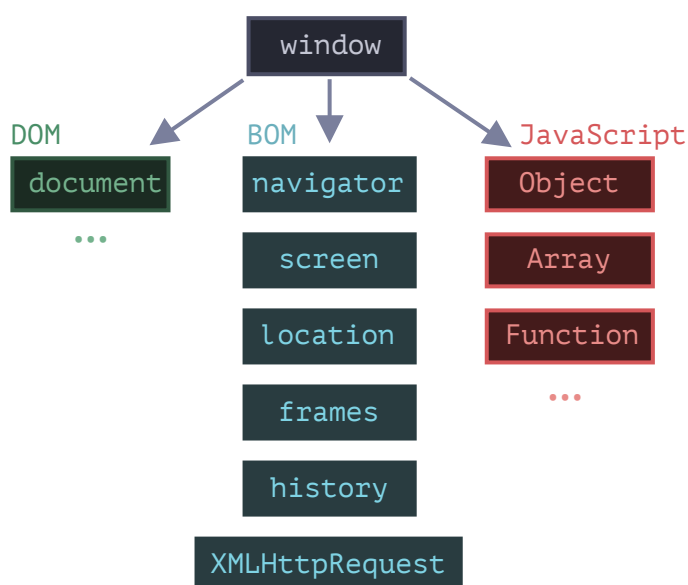 window
DOM
document
...
BOM
navigator
screen
location
frames
history
XMLHttpRequest
JavaScript
Object
Array
Function
...